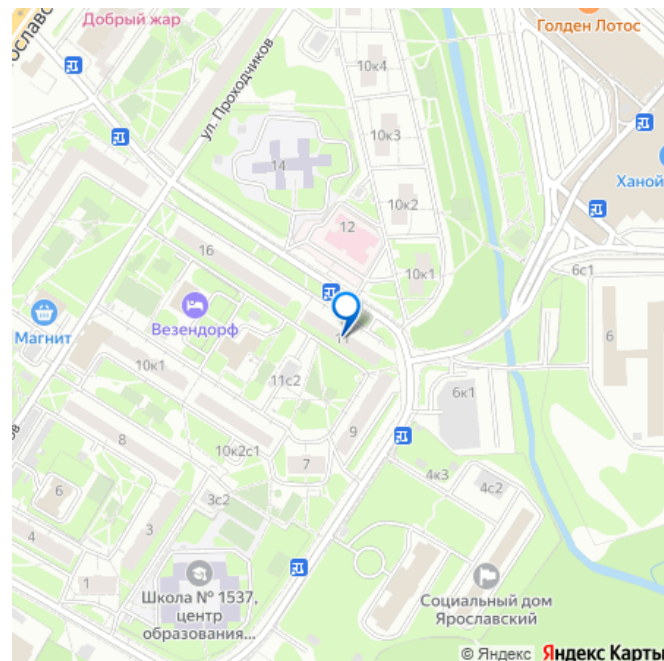 Добрый жар
Голден Лотос
ул. Проходчиков
10к4
10к3
14
Ханой
10к2
12
16
10к1
6с1
Везендорф
Магнит
11
6
10к1
11с2
6к1
8
9
10к2с1
7
4к3
6
3с2
4с2
4
3
1
Школа № 1537,
центр
образования...
Социальный дом
Ярославский
© Яндекс Яндекс Карты